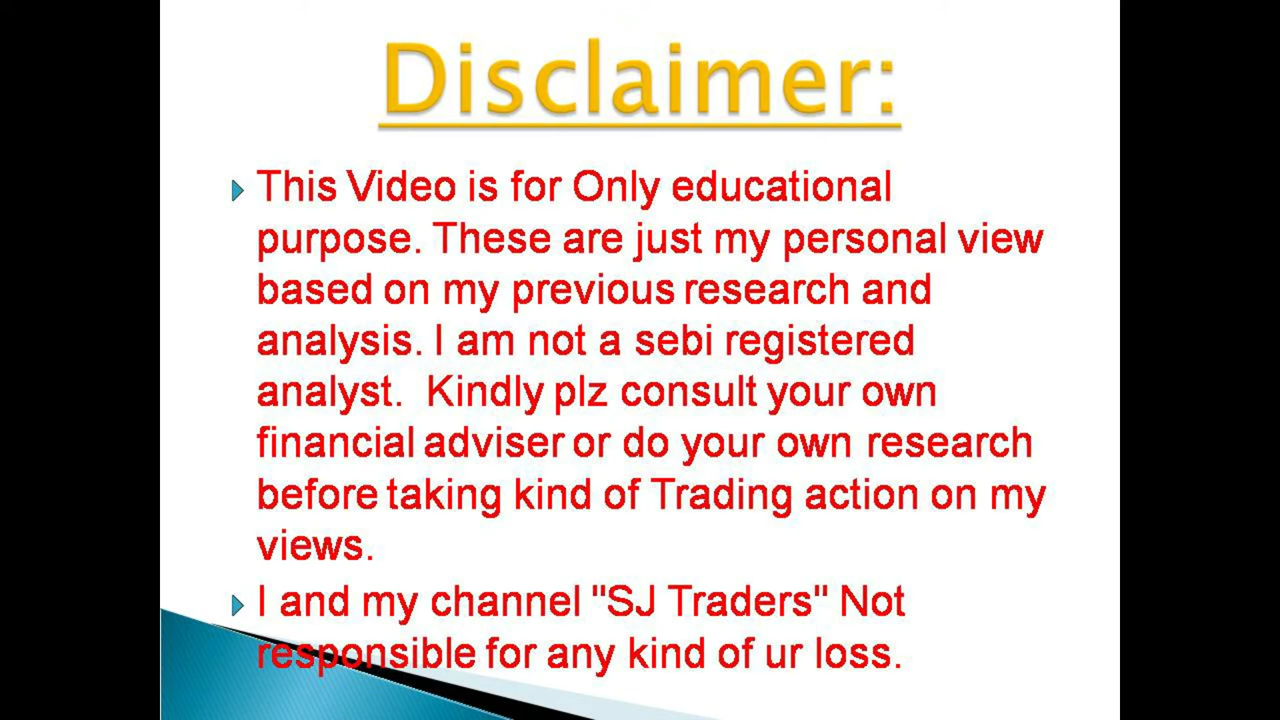 Disclaimer:
This Video is for Only educational
purpose. These are just my personal view
based on my previous research and
analysis. I am not a sebi registered
analyst.  Kindly plz consult your own
financial adviser or do your own research
before taking kind of Trading action on my
views.
I and my channel "SJ Traders" Not
responsible for any kind of ur loss.